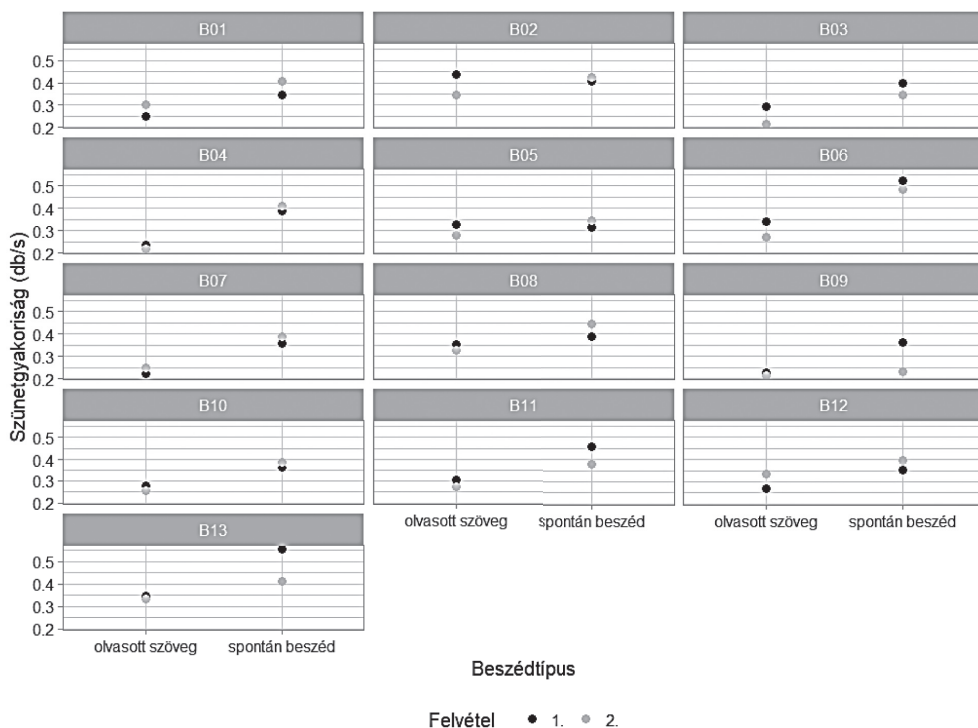 B01 B02 B03
0.5
0.4
0.3
0.2
B04 B05 B06
0.5
0.4
0.3
0.2
B07 B08 B09
0.5
0.4
0.3
0.2
B10 B11 B12
0.5
0.4
0.3
0.2
olvasott szöveg spontán beszéd olvasott szöveg spontán beszéd
B13
0.5
0.4
0.3
0.2
olvasott szöveg spontán beszéd
Szünetgyakoriság (db/s)
Beszédtípus
Felvétel 1. 2.